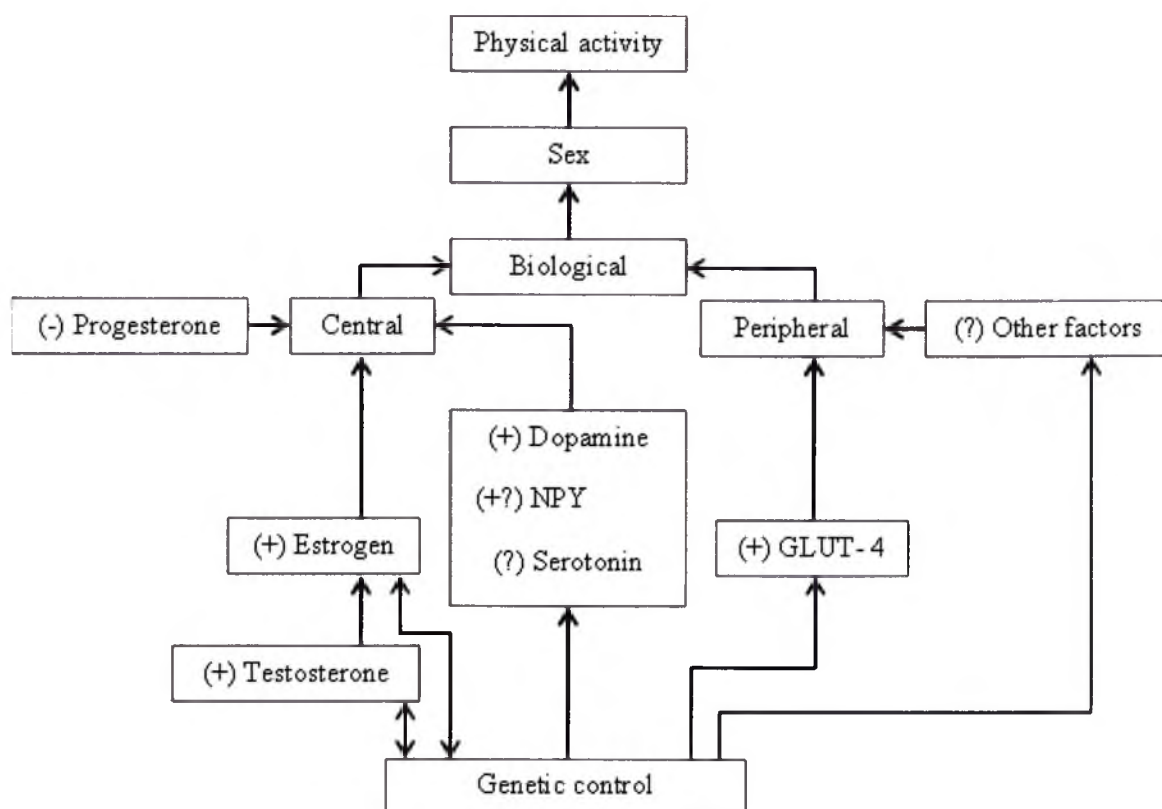 Physical activity
Sex
Biological
(-) Progesterone
Central
Peripheral
(?) Other factors
(+) Dopamine
(+?) NPY
(?) Serotonin
(+) Estrogen
(+) GLUT- 4
(+) Testosterone
Genetic control